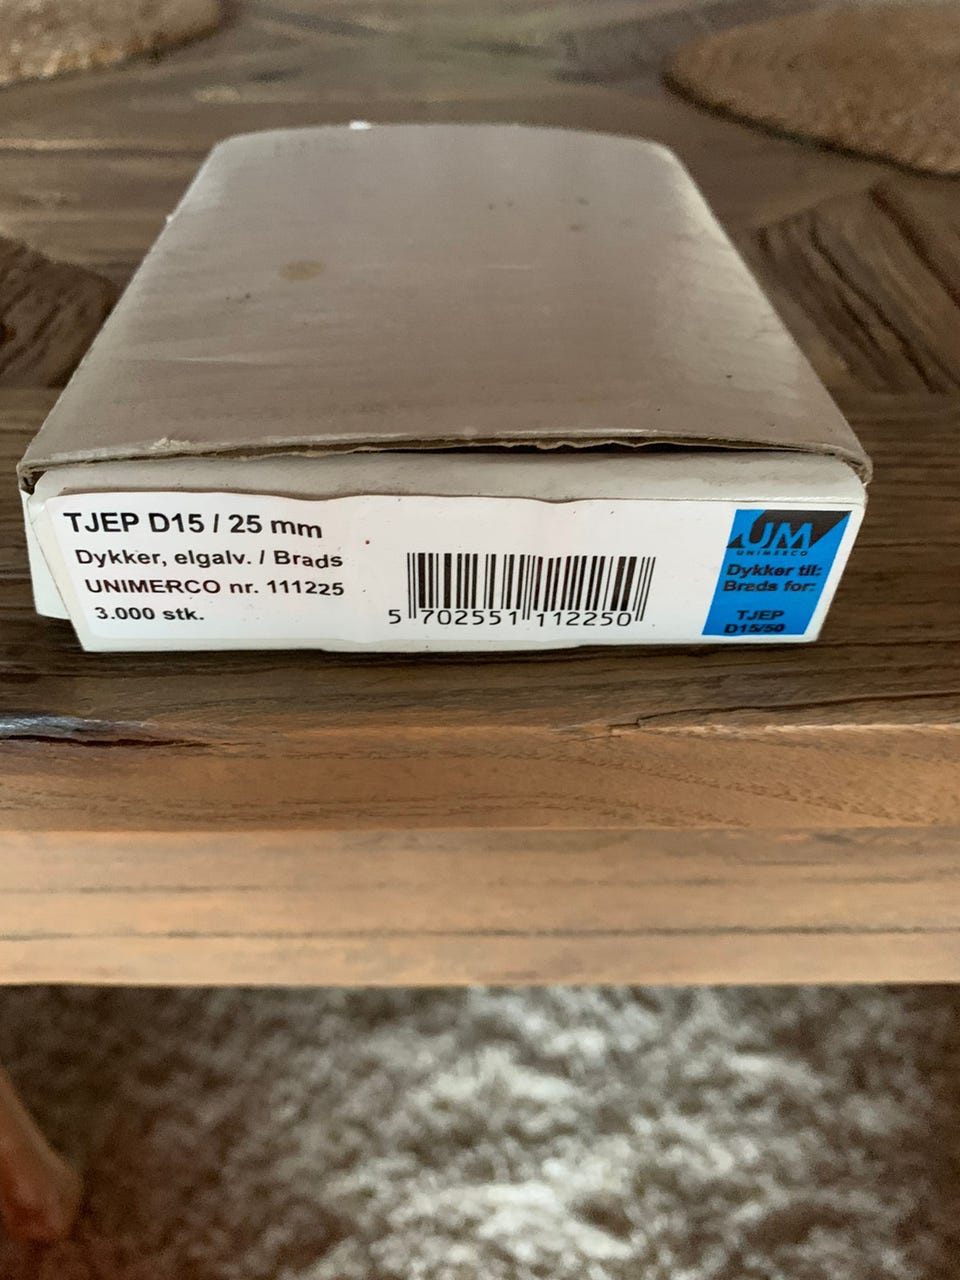 TJEP D15 / 25 mm
Dykker, elgalv. / Brads
UNIMERCO nr. 111225
3.000 stk.
5 702551 112250
UM
UNIMERCO
Dykker til:
Brads for:
TJEP
D15/50